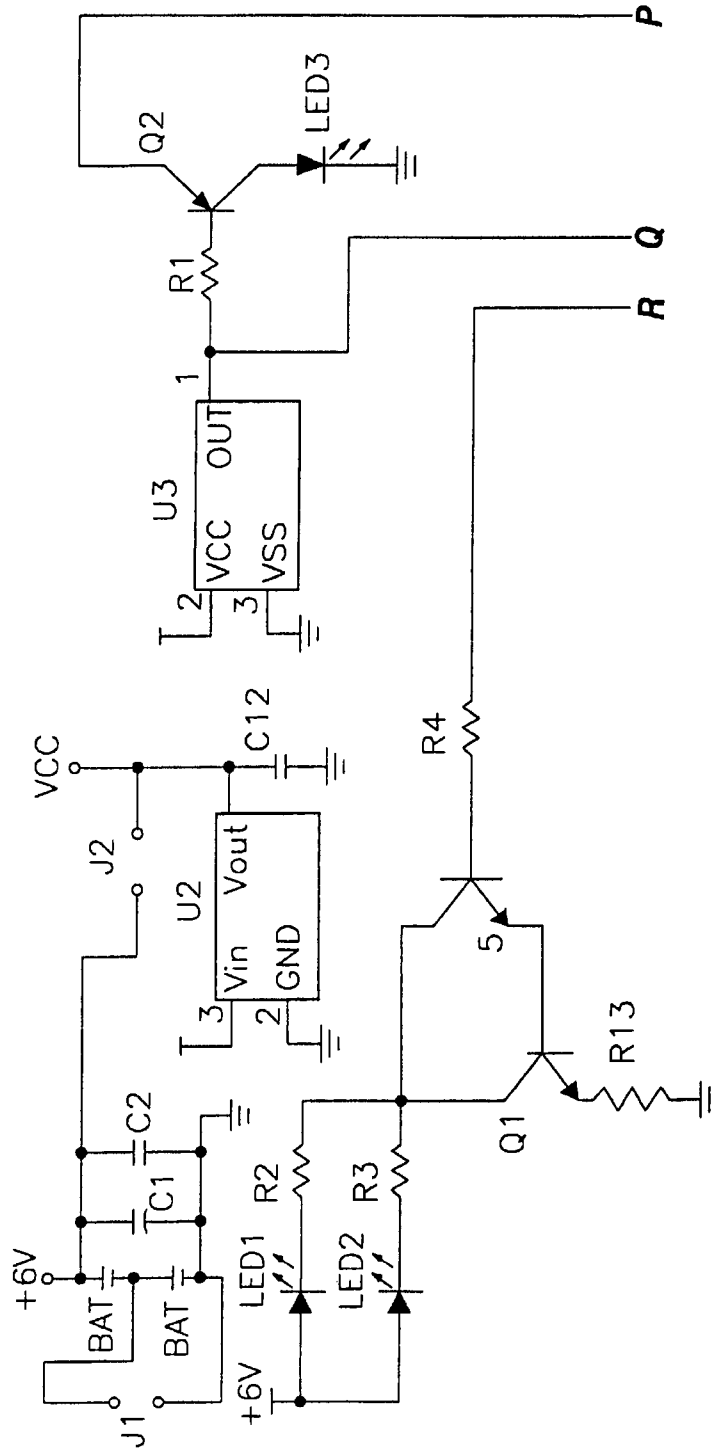 +6V
J1
BAT
BAT
C1
C2
J2
VCC
U2
3
Vin
Vout
2
GND
C12
U3
2
VCC
OUT
1
3
VSS
R1
Q2
LED3
+6V
LED1
R2
LED2
R3
Q1
5
R13
R4
R
Q
P